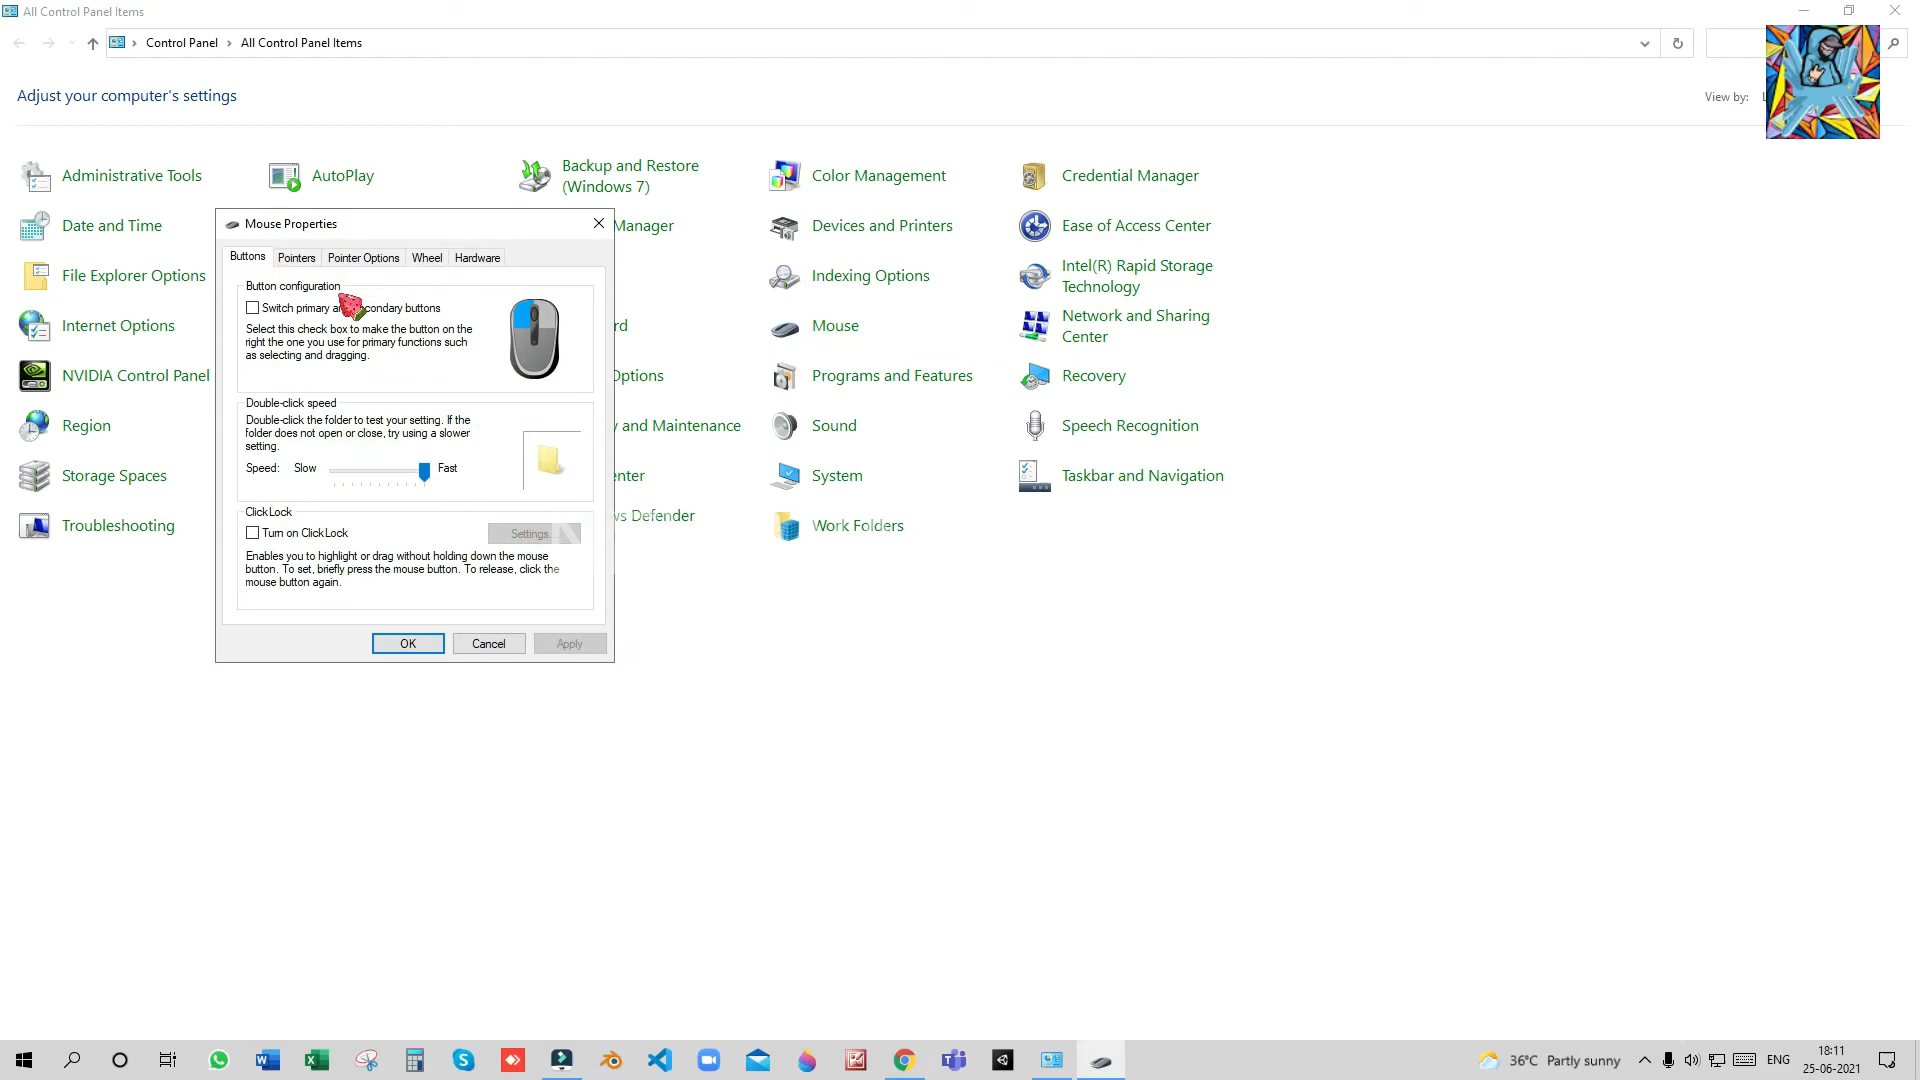 All Control Panel Items
Control Panel > All Control Panel Items
Adjust your computer's settings
View by:
Administrative Tools
AutoPlay
Backup and Restore
(Windows 7)
Color Management
Credential Manager
Date and Time
Manager
Devices and Printers
Ease of Access Center
File Explorer Options
Indexing Options
Intel(R) Rapid Storage
Technology
Internet Options
rd
Mouse
Network and Sharing
Center
NVIDIA Control Panel
Options
Programs and Features
Recovery
Region
y and Maintenance
Sound
Speech Recognition
Storage Spaces
enter
System
Taskbar and Navigation
Troubleshooting
ws Defender
Work Folders
Mouse Properties
Buttons
Pointers
Pointer Options
Wheel
Hardware
Button configuration
Switch primary a condary buttons
Select this check box to make the button on the
right the one you use for primary functions such
as selecting and dragging.
Double-click speed
Double-click the folder to test your setting. If the
folder does not open or close, try using a slower
setting.
Speed: Slow Fast
ClickLock
Turn on ClickLock
Settings...
Enables you to highlight or drag without holding down the mouse
button. To set, briefly press the mouse button. To release, click the
mouse button again.
OK
Cancel
Apply
36°C Partly sunny
ENG
18:11
25-06-2021